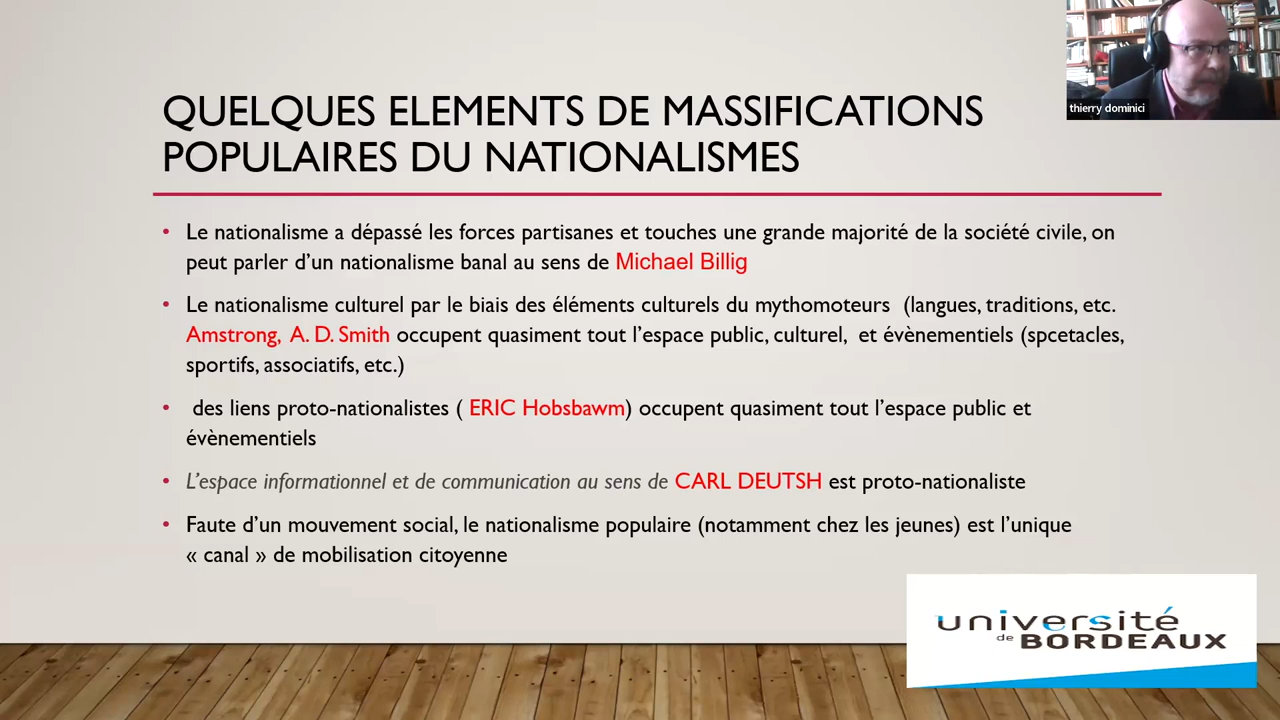 thierry dominici
QUELQUES ELEMENTS DE MASSIFICATIONS
POPULAIRES DU NATIONALISMES
• Le nationalisme a dépassé les forces partisanes et touches une grande majorité de la société civile, on
peut parler d’un nationalisme banal au sens de Michael Billig
• Le nationalisme culturel par le biais des éléments culturels du mythomoteurs (langues, traditions, etc.
Amstrong, A. D. Smith occupent quasiment tout l’espace public, culturel, et évènementiels (spcetacles,
sportifs, associatifs, etc.)
• des liens proto-nationalistes ( ERIC Hobsbawm) occupent quasiment tout l’espace public et
évènementiels
• L’espace informationnel et de communication au sens de CARL DEUTSH est proto-nationaliste
• Faute d’un mouvement social, le nationalisme populaire (notamment chez les jeunes) est l’unique
« canal » de mobilisation citoyenne
université
de BORDEAUX